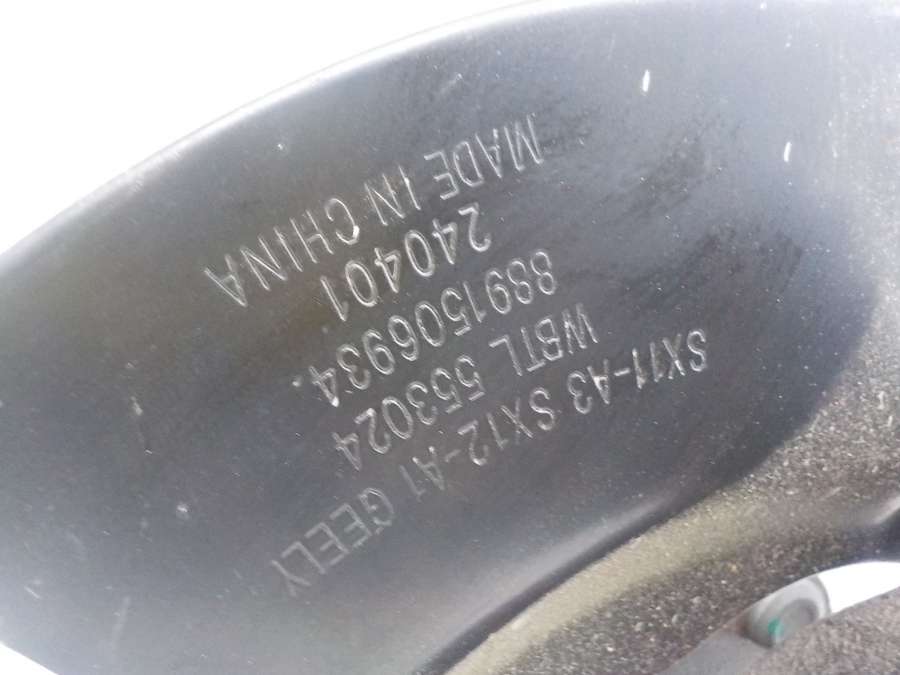 SX11-A3 SX12-A1 GEELY
WBTL 553024
8891506934.
240401
MADE IN CHINA